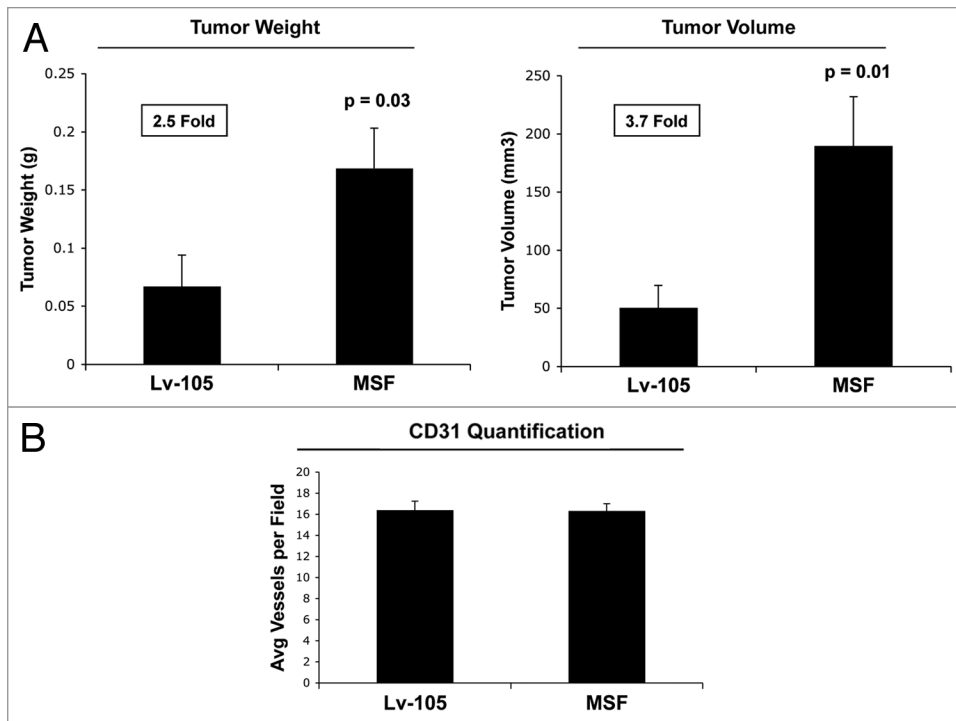 A
Tumor Weight
0.25
0.2
0.15
0.1
0.05
0
Tumor Weight (g)
2.5 Fold
p = 0.03
Lv-105
MSF
Tumor Volume
250
200
150
100
50
0
Tumor Volume (mm3)
3.7 Fold
p = 0.01
Lv-105
MSF
B
CD31 Quantification
20
18
16
14
12
10
8
6
4
2
0
Avg Vessels per Field
Lv-105
MSF